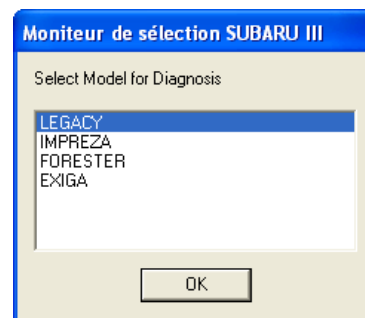 Moniteur de sélection SUBARU III
Select Model for Diagnosis
LEGACY
IMPREZA
FORESTER
EXIGA
OK